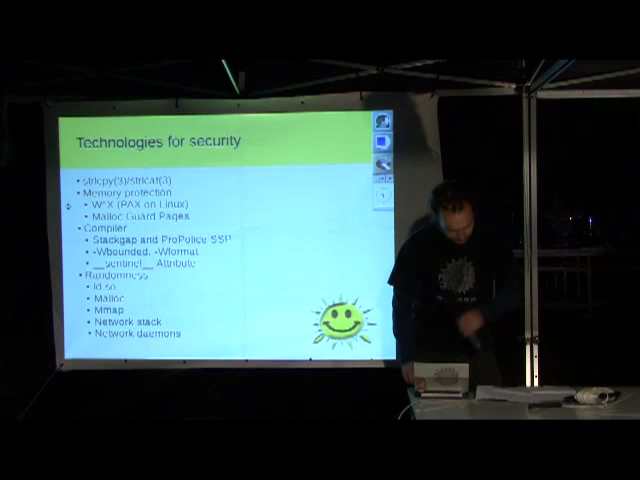 Technologies for security
• strlcpy(3)/strlcat(3)
• Memory protection
• W^X (PAX on Linux)
• Malloc Guard Pages
• Compiler
• Stackgap and ProPolice SSP
• -Wbounded, -Wformat
• __sentinel__ Attribute
• Randomness
• ld.so
• Malloc
• Mmap
• Network stack
• Network daemons